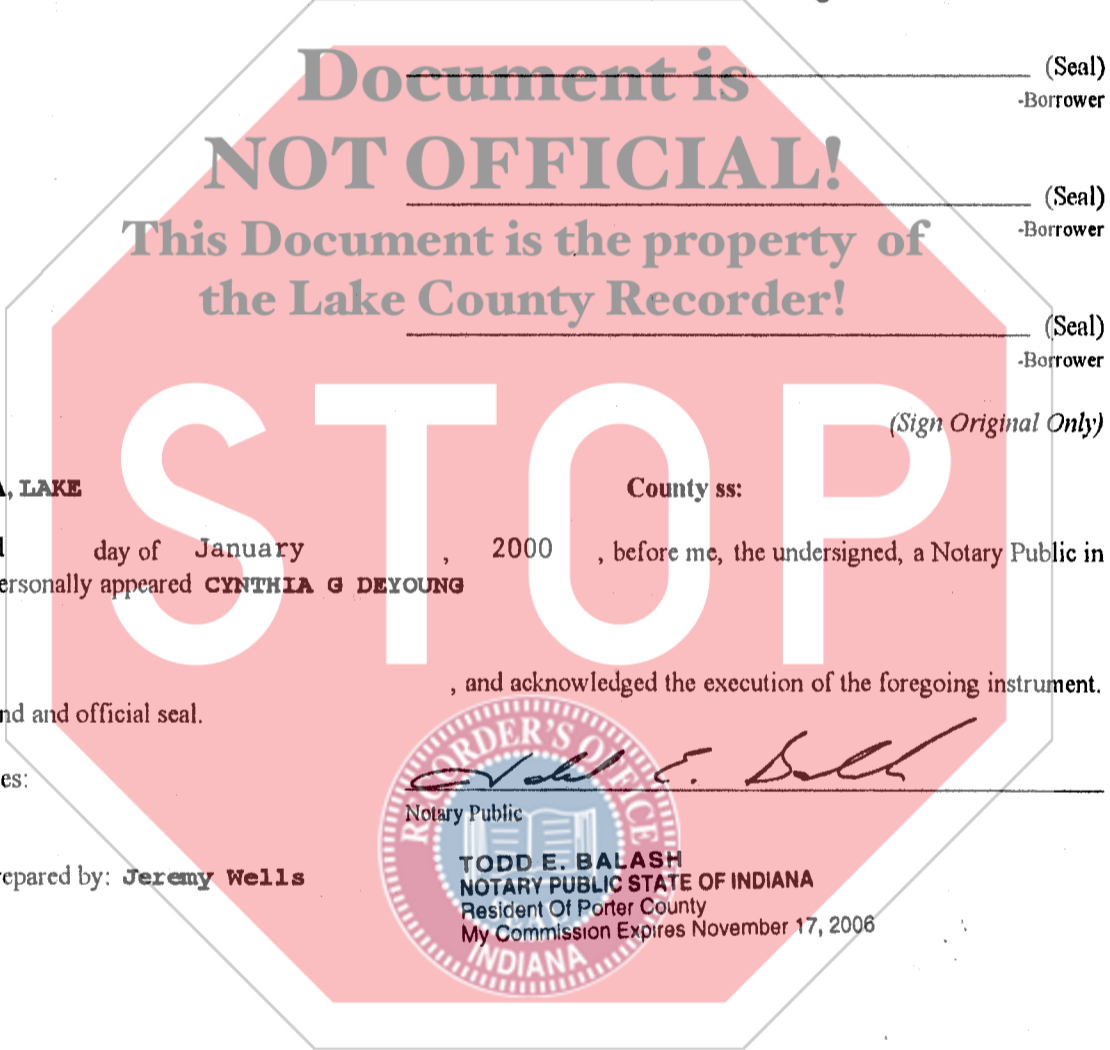 Document is
(Seal)
-Borrower
NOT OFFICIAL!
(Seal)
-Borrower
This Document is the property of
the Lake County Recorder!
(Seal)
-Borrower
STOP
(Sign Original Only)
, LAKE County ss:
day of January , 2000 , before me, the undersigned, a Notary Public in
ersonally appeared CYNTHIA G DEYOUNG
, and acknowledged the execution of the foregoing instrument.
nd and official seal.
es:
Notary Public
epared by: Jeremy Wells
TODD E. BALASH
NOTARY PUBLIC STATE OF INDIANA
Resident Of Porter County
My Commission Expires November 17, 2006
RECORDER'S OFFICE
INDIANA